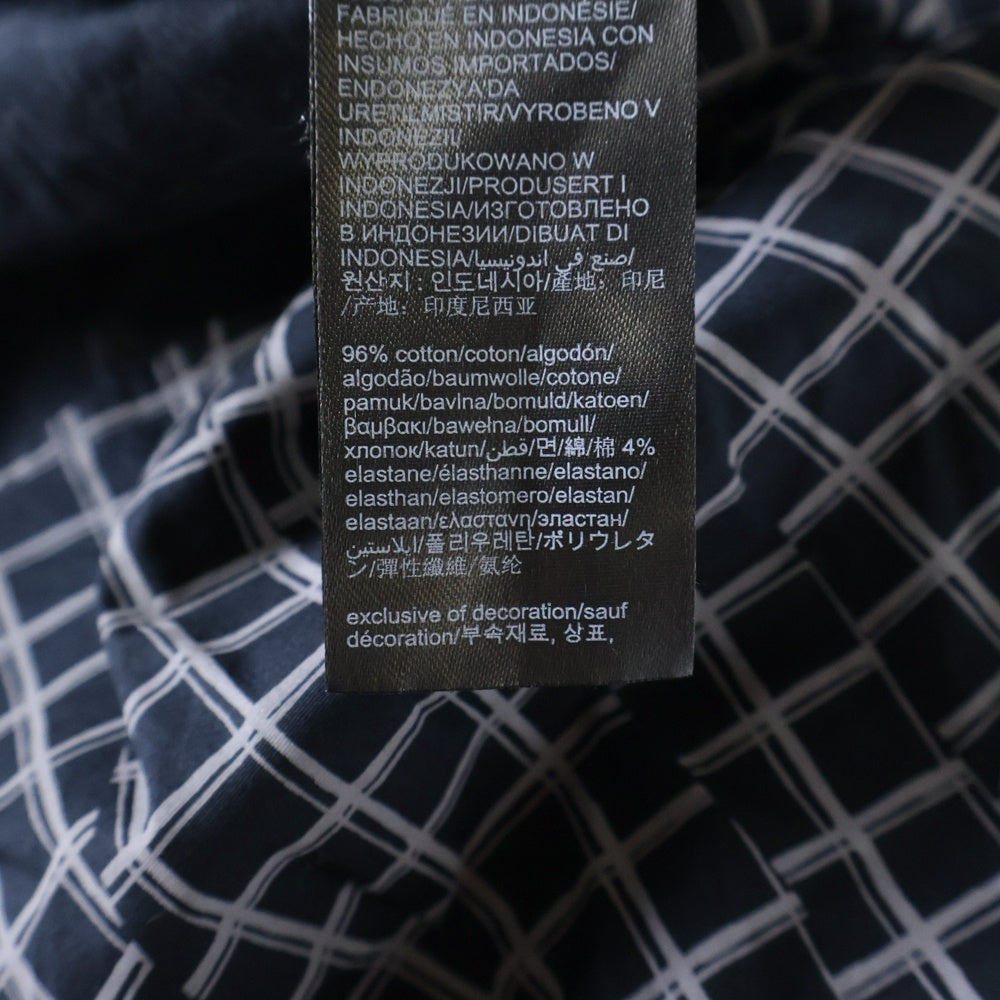 FABRIQUÉ EN INDONÉSIE/
HECHO EN INDONESIA CON
INSUMOS IMPORTADOS/
ENDONEZYA'DA
ÜRETİLMİŞTİR/VYROBENO V
INDONEZII/
WYPRODUKOWANO W
INDONEZJI/PRODUSERT I
INDONESIA/ИЗГОТОВЛЕНО
В ИНДОНЕЗИИ/DIBUAT DI
INDONESIA/صنع في اندونيسيا/
원산지 : 인도네시아/產地： 印尼
/产地： 印度尼西亚
96% cotton/coton/algodón/
algodão/baumwolle/cotone/
pamuk/bavlna/bomuld/katoen/
βαμβακι/bawełna/bomull/
хлопок/katun/قطن/면/綿/棉 4%
elastane/élasthanne/elastano/
elasthan/elastomero/elastan/
elastaan/ελαστανη/эластан/
ايلاستين/폴리우레탄/ポリウレタ
ン/彈性纖維/氨纶
exclusive of decoration/sauf
décoration/부속재료, 상표,